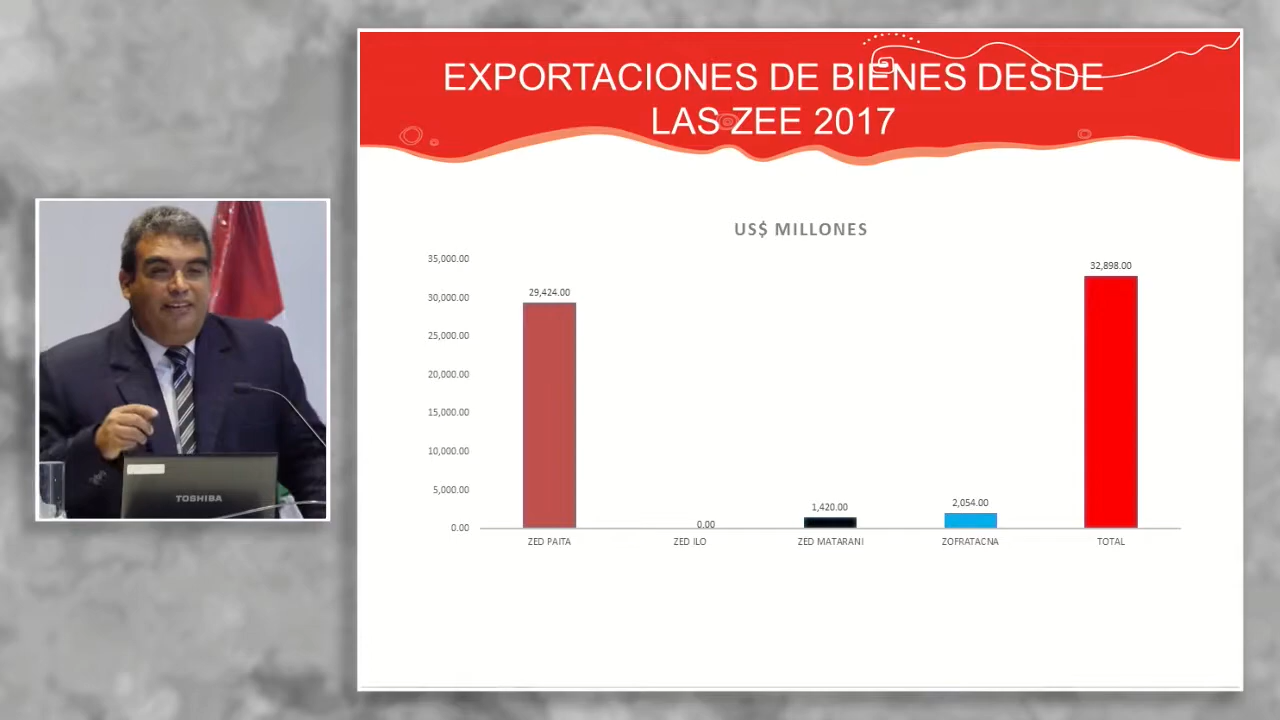 EXPORTACIONES DE BIENES DESDE
LAS ZEE 2017
US$ MILLONES
35,000.00
30,000.00
25,000.00
20,000.00
15,000.00
10,000.00
5,000.00
0.00
29,424.00
0.00
1,420.00
2,054.00
32,898.00
ZED PAITA
ZED ILO
ZED MATARANI
ZOFRATACNA
TOTAL
TOSHIBA